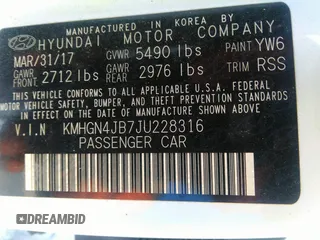 MANUFACTURED IN KOREA BY
HYUNDAI MOTOR COMPANY
MAR/31/17 GVWR 5490 lbs PAINT YW6
GAWR FRONT 2712 lbs GAWR REAR 2976 lbs TRIM RSS
THIS VEHICLE CONFORMS TO ALL APPLICABLE
FEDERAL MOTOR VEHICLE SAFETY, BUMPER, AND
THEFT PREVENTION STANDARDS IN EFFECT ON THE
DATE OF MANUFACTURE SHOWN ABOVE
V.I.N KMHGN4JB7JU228316
PASSENGER CAR
DREAMBID